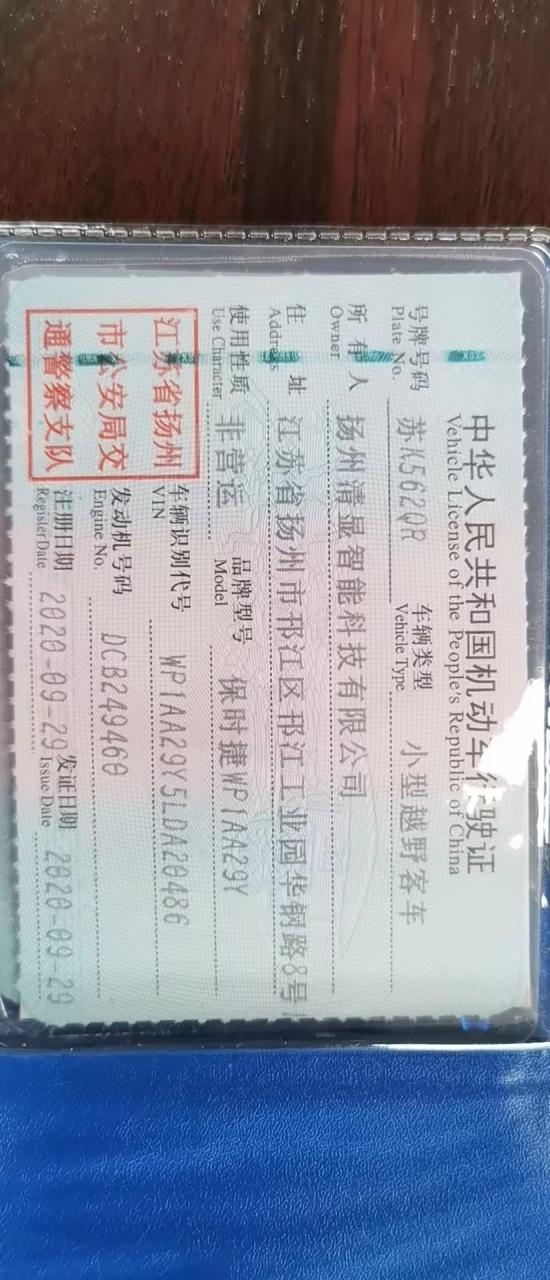 中华人民共和国机动车行驶证
Vehicle License of the People's Republic of China
号牌号码 苏K562QR 车辆类型 小型越野客车
Plate No. Vehicle Type
所有人 扬州清显智能科技有限公司
Owner
住址 江苏省扬州市邗江区邗江工业园华钢路8号
Address
使用性质 非营运 品牌型号 保时捷WP1AA29Y
Use Character Model
江苏省扬州
市公安局交
通警察支队
车辆识别代号 WP1AA29Y5LDA20486
VIN
发动机号码 DCB249460
Engine No.
注册日期 2020-09-29 发证日期 2020-09-29
Register Date Issue Date